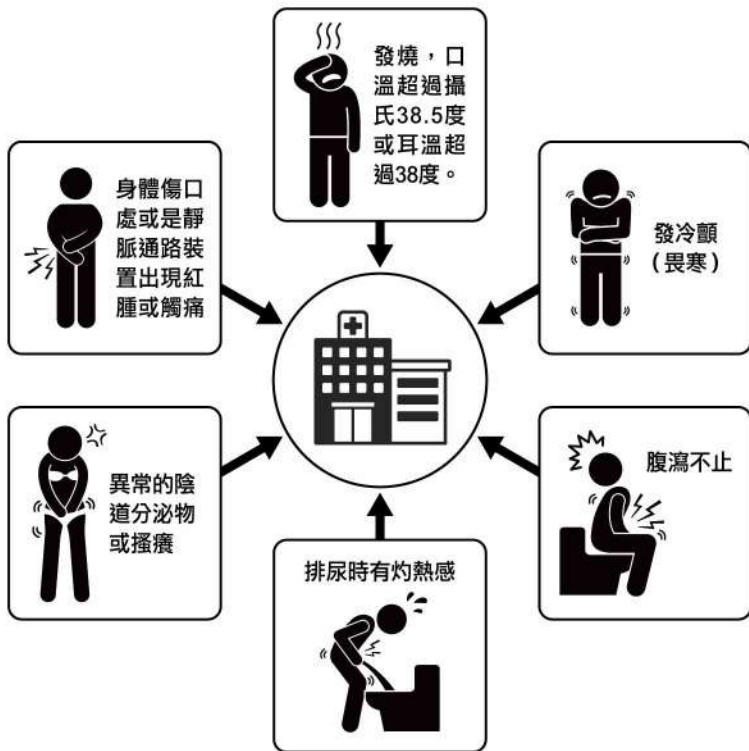 發燒，口
溫超過攝
氏38.5度
或耳溫超
過38度。
身體傷口
處或是靜
脈通路裝
置出現紅
腫或觸痛
發冷顫
（畏寒）
異常的陰
道分泌物
或搔癢
腹瀉不止
排尿時有灼熱感